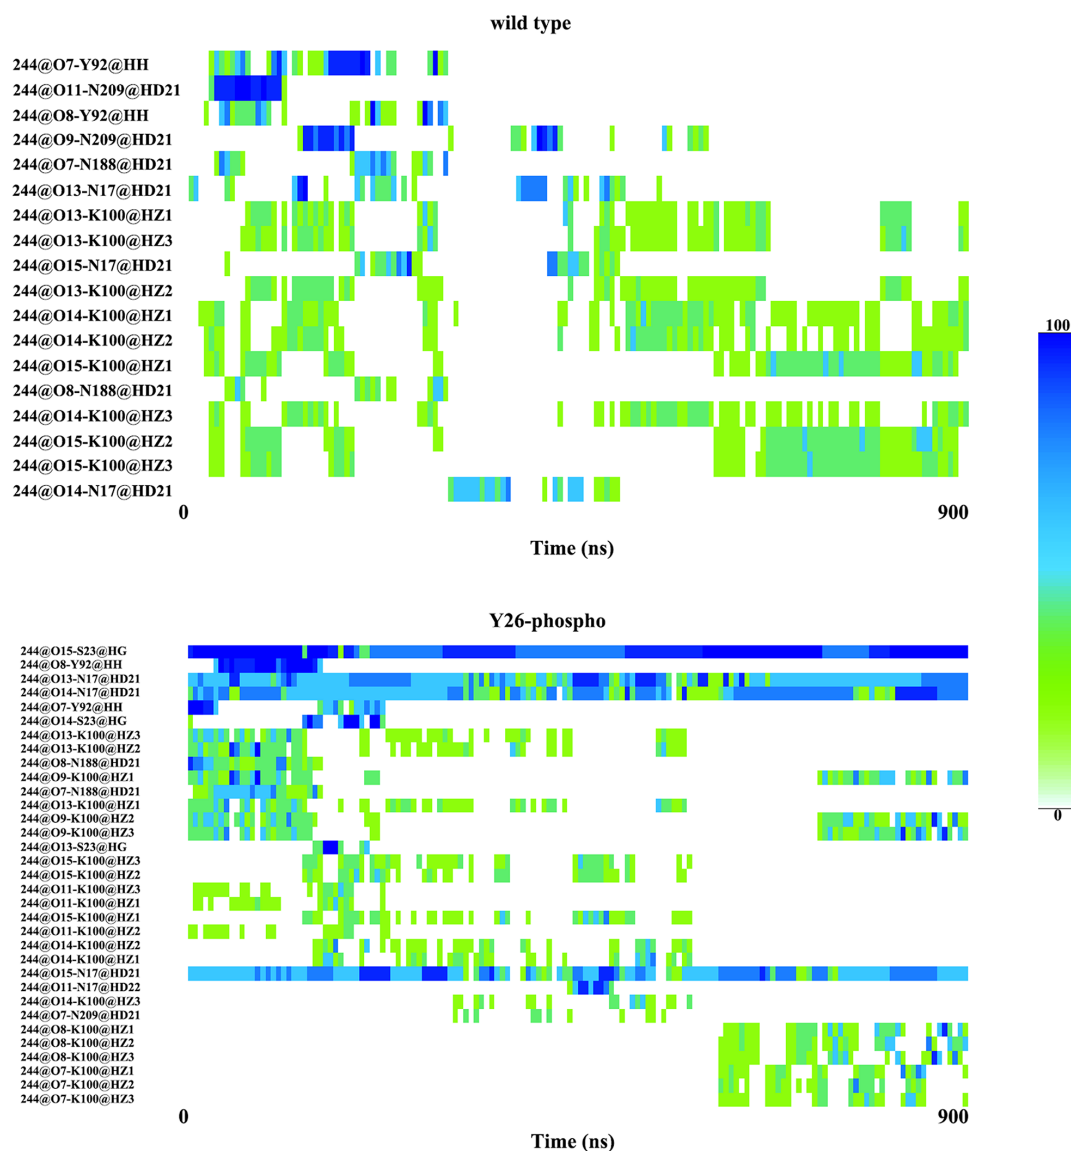 wild type
244@O7-Y92@HH
244@O11-N209@HD21
244@O8-Y92@HH
244@O9-N209@HD21
244@O7-N188@HD21
244@O13-N17@HD21
244@O13-K100@HZ1
244@O13-K100@HZ3
244@O15-N17@HD21
244@O13-K100@HZ2
244@O14-K100@HZ1
244@O14-K100@HZ2
244@O15-K100@HZ1
244@O8-N188@HD21
244@O14-K100@HZ3
244@O15-K100@HZ2
244@O15-K100@HZ3
244@O14-N17@HD21
0 900
Time (ns)
100
0
Y26-phospho
244@O15-S23@HG
244@O8-Y92@HH
244@O13-N17@HD21
244@O14-N17@HD21
244@O7-Y92@HH
244@O14-S23@HG
244@O13-K100@HZ3
244@O13-K100@HZ2
244@O8-N188@HD21
244@O9-K100@HZ1
244@O7-N188@HD21
244@O13-K100@HZ1
244@O9-K100@HZ2
244@O9-K100@HZ3
244@O13-S23@HG
244@O15-K100@HZ3
244@O15-K100@HZ2
244@O11-K100@HZ3
244@O11-K100@HZ1
244@O15-K100@HZ1
244@O11-K100@HZ2
244@O14-K100@HZ2
244@O14-K100@HZ1
244@O15-N17@HD21
244@O11-N17@HD22
244@O14-K100@HZ3
244@O7-N209@HD21
244@O8-K100@HZ1
244@O8-K100@HZ2
244@O8-K100@HZ3
244@O7-K100@HZ1
244@O7-K100@HZ2
244@O7-K100@HZ3
0 900
Time (ns)